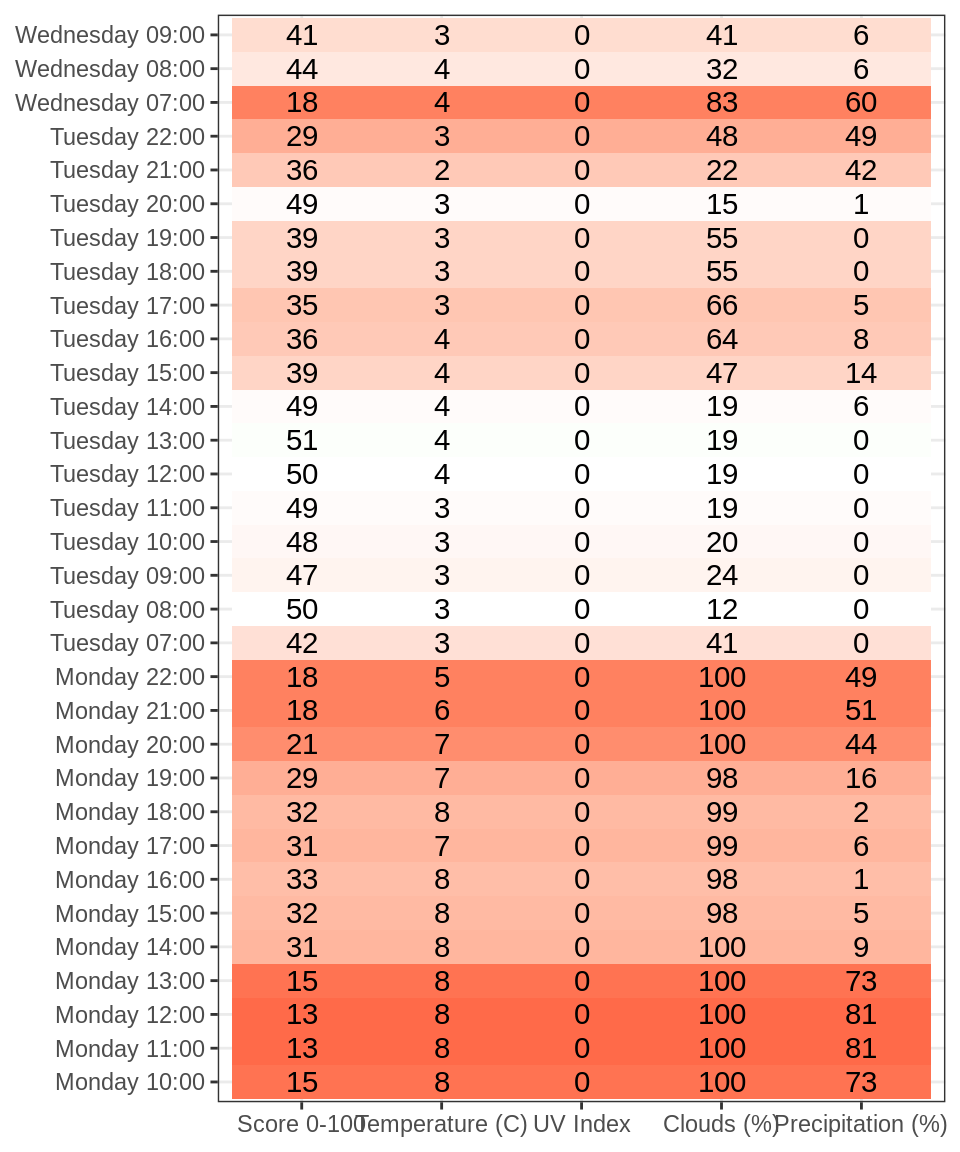 Wednesday 09:00 41 3 0 41 6
Wednesday 08:00 44 4 0 32 6
Wednesday 07:00 18 4 0 83 60
Tuesday 22:00 29 3 0 48 49
Tuesday 21:00 36 2 0 22 42
Tuesday 20:00 49 3 0 15 1
Tuesday 19:00 39 3 0 55 0
Tuesday 18:00 39 3 0 55 0
Tuesday 17:00 35 3 0 66 5
Tuesday 16:00 36 4 0 64 8
Tuesday 15:00 39 4 0 47 14
Tuesday 14:00 49 4 0 19 6
Tuesday 13:00 51 4 0 19 0
Tuesday 12:00 50 4 0 19 0
Tuesday 11:00 49 3 0 19 0
Tuesday 10:00 48 3 0 20 0
Tuesday 09:00 47 3 0 24 0
Tuesday 08:00 50 3 0 12 0
Tuesday 07:00 42 3 0 41 0
Monday 22:00 18 5 0 100 49
Monday 21:00 18 6 0 100 51
Monday 20:00 21 7 0 100 44
Monday 19:00 29 7 0 98 16
Monday 18:00 32 8 0 99 2
Monday 17:00 31 7 0 99 6
Monday 16:00 33 8 0 98 1
Monday 15:00 32 8 0 98 5
Monday 14:00 31 8 0 100 9
Monday 13:00 15 8 0 100 73
Monday 12:00 13 8 0 100 81
Monday 11:00 13 8 0 100 81
Monday 10:00 15 8 0 100 73
Score 0-100 Temperature (C) UV Index Clouds (%) Precipitation (%)